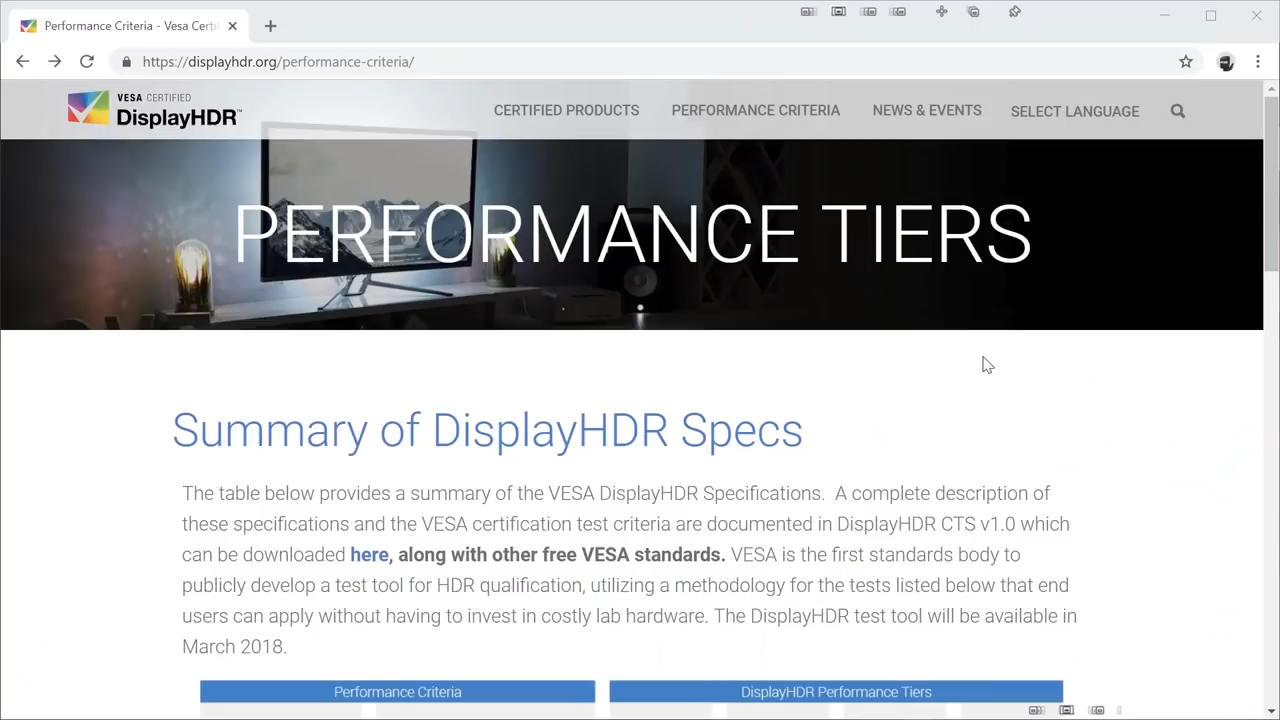 Performance Criteria - Vesa Certi
https://displayhdr.org/performance-criteria/
VESA CERTIFIED
DisplayHDR™
CERTIFIED PRODUCTS
PERFORMANCE CRITERIA
NEWS & EVENTS
SELECT LANGUAGE
PERFORMANCE TIERS
Summary of DisplayHDR Specs
The table below provides a summary of the VESA DisplayHDR Specifications.  A complete description of
these specifications and the VESA certification test criteria are documented in DisplayHDR CTS v1.0 which
can be downloaded here, along with other free VESA standards. VESA is the first standards body to
publicly develop a test tool for HDR qualification, utilizing a methodology for the tests listed below that end
users can apply without having to invest in costly lab hardware. The DisplayHDR test tool will be available in
March 2018.
Performance Criteria
DisplayHDR Performance Tiers